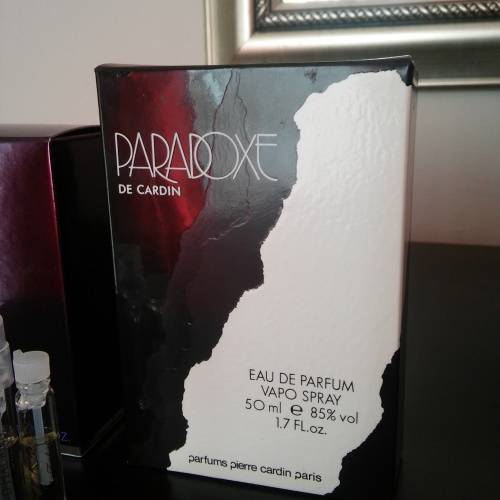 PARADOXE
DE CARDIN
EAU DE PARFUM
VAPO SPRAY
50 ml e 85% vol
1.7 FL.oz.
parfums pierre cardin paris